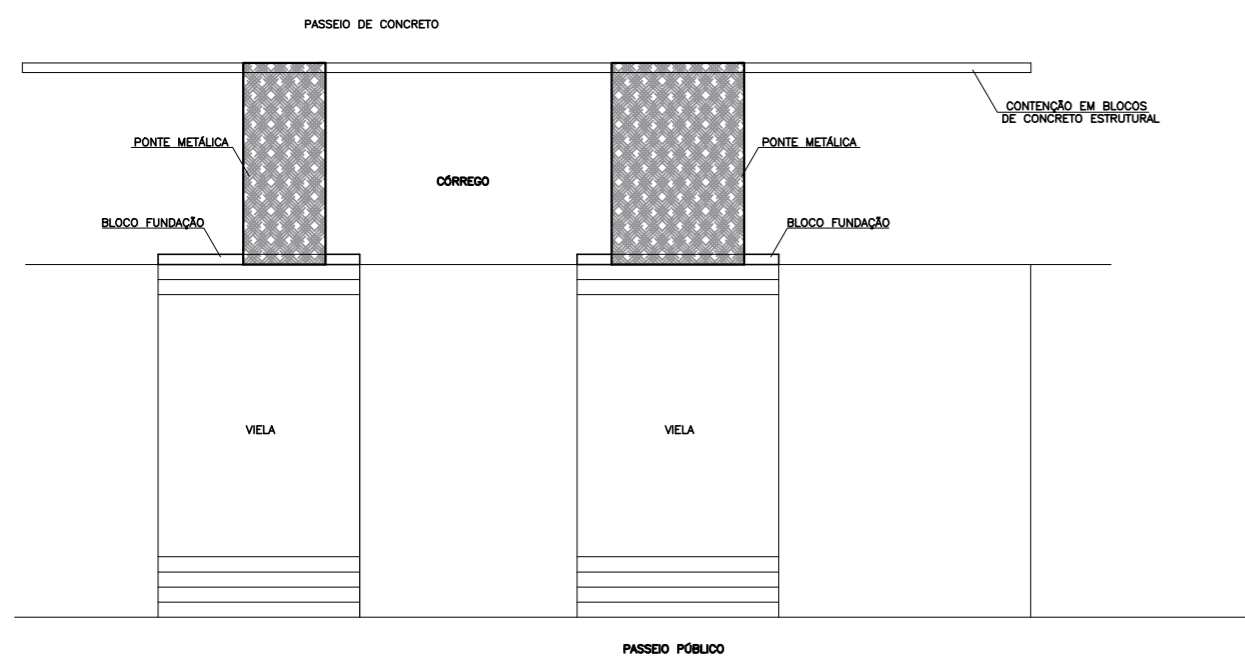 PASSEIO DE CONCRETO
CONTENÇÃO EM BLOCOS
DE CONCRETO ESTRUTURAL
PONTE METÁLICA
PONTE METÁLICA
CÓRREGO
BLOCO FUNDAÇÃO
BLOCO FUNDAÇÃO
VIELA
VIELA
PASSEIO PÚBLICO